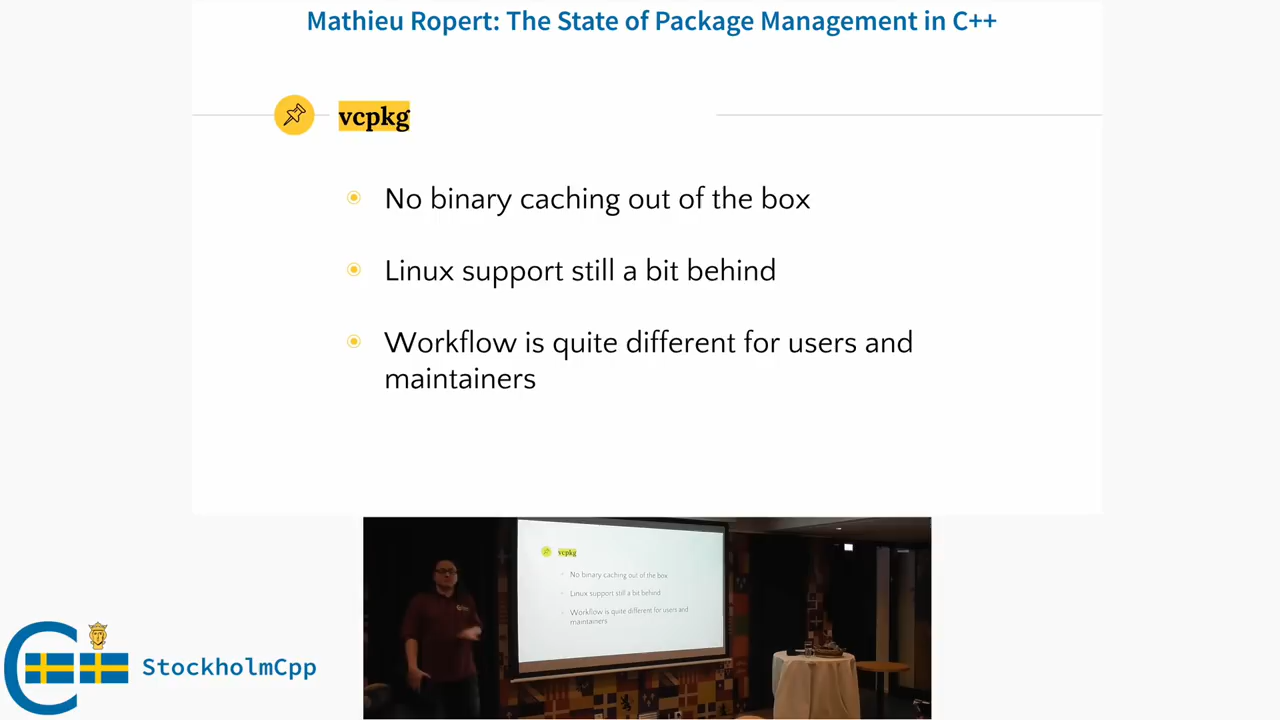 Mathieu Ropert: The State of Package Management in C++
vcpkg
No binary caching out of the box
Linux support still a bit behind
Workflow is quite different for users and
maintainers
vcpkg
No binary caching out of the box
Linux support still a bit behind
Workflow is quite different for users and
maintainers
StockholmCpp